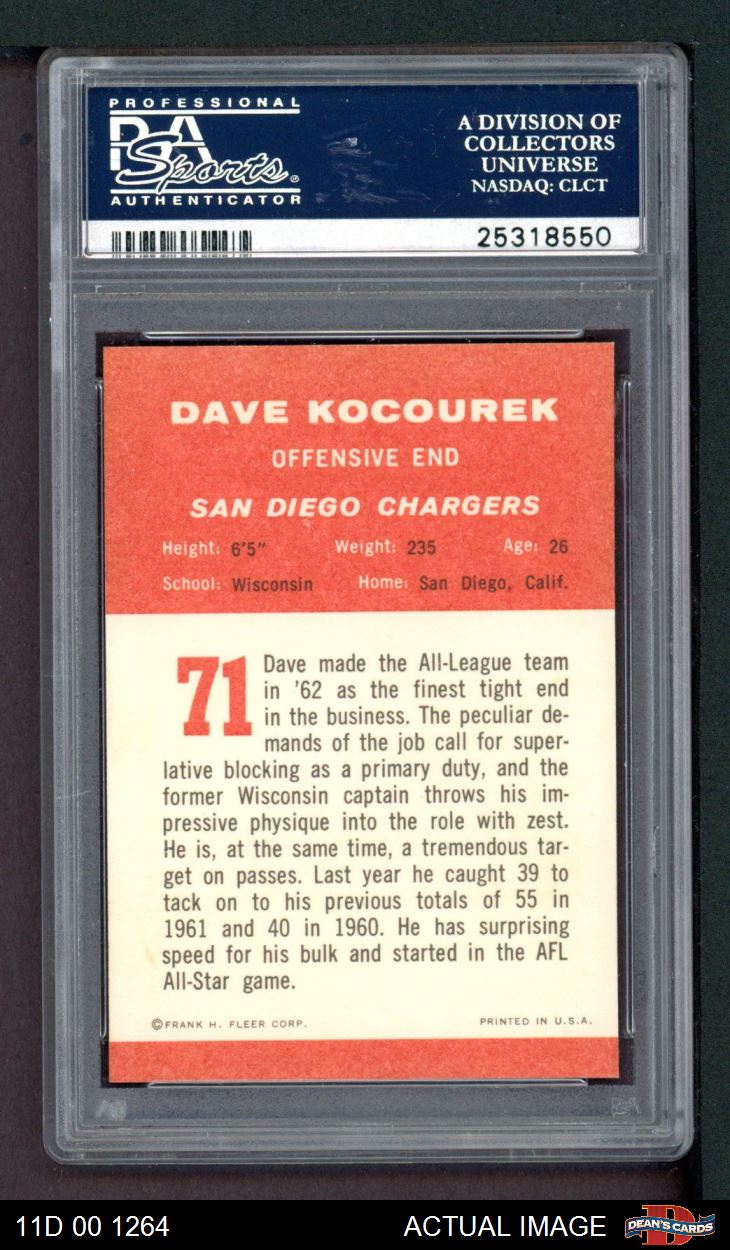 PROFESSIONAL
PSA
Sports®
AUTHENTICATOR
A DIVISION OF
COLLECTORS
UNIVERSE
NASDAQ: CLCT
25318550
DAVE KOCOUREK
OFFENSIVE END
SAN DIEGO CHARGERS
Height: 6'5" Weight: 235 Age: 26
School: Wisconsin Home: San Diego, Calif.
71
Dave made the All-League team
in '62 as the finest tight end
in the business. The peculiar de-
mands of the job call for super-
lative blocking as a primary duty, and the
former Wisconsin captain throws his im-
pressive physique into the role with zest.
He is, at the same time, a tremendous tar-
get on passes. Last year he caught 39 to
tack on to his previous totals of 55 in
1961 and 40 in 1960. He has surprising
speed for his bulk and started in the AFL
All-Star game.
©FRANK H. FLEER CORP. PRINTED IN U.S.A.
11D 00 1264 ACTUAL IMAGE DEAN'S CARDS